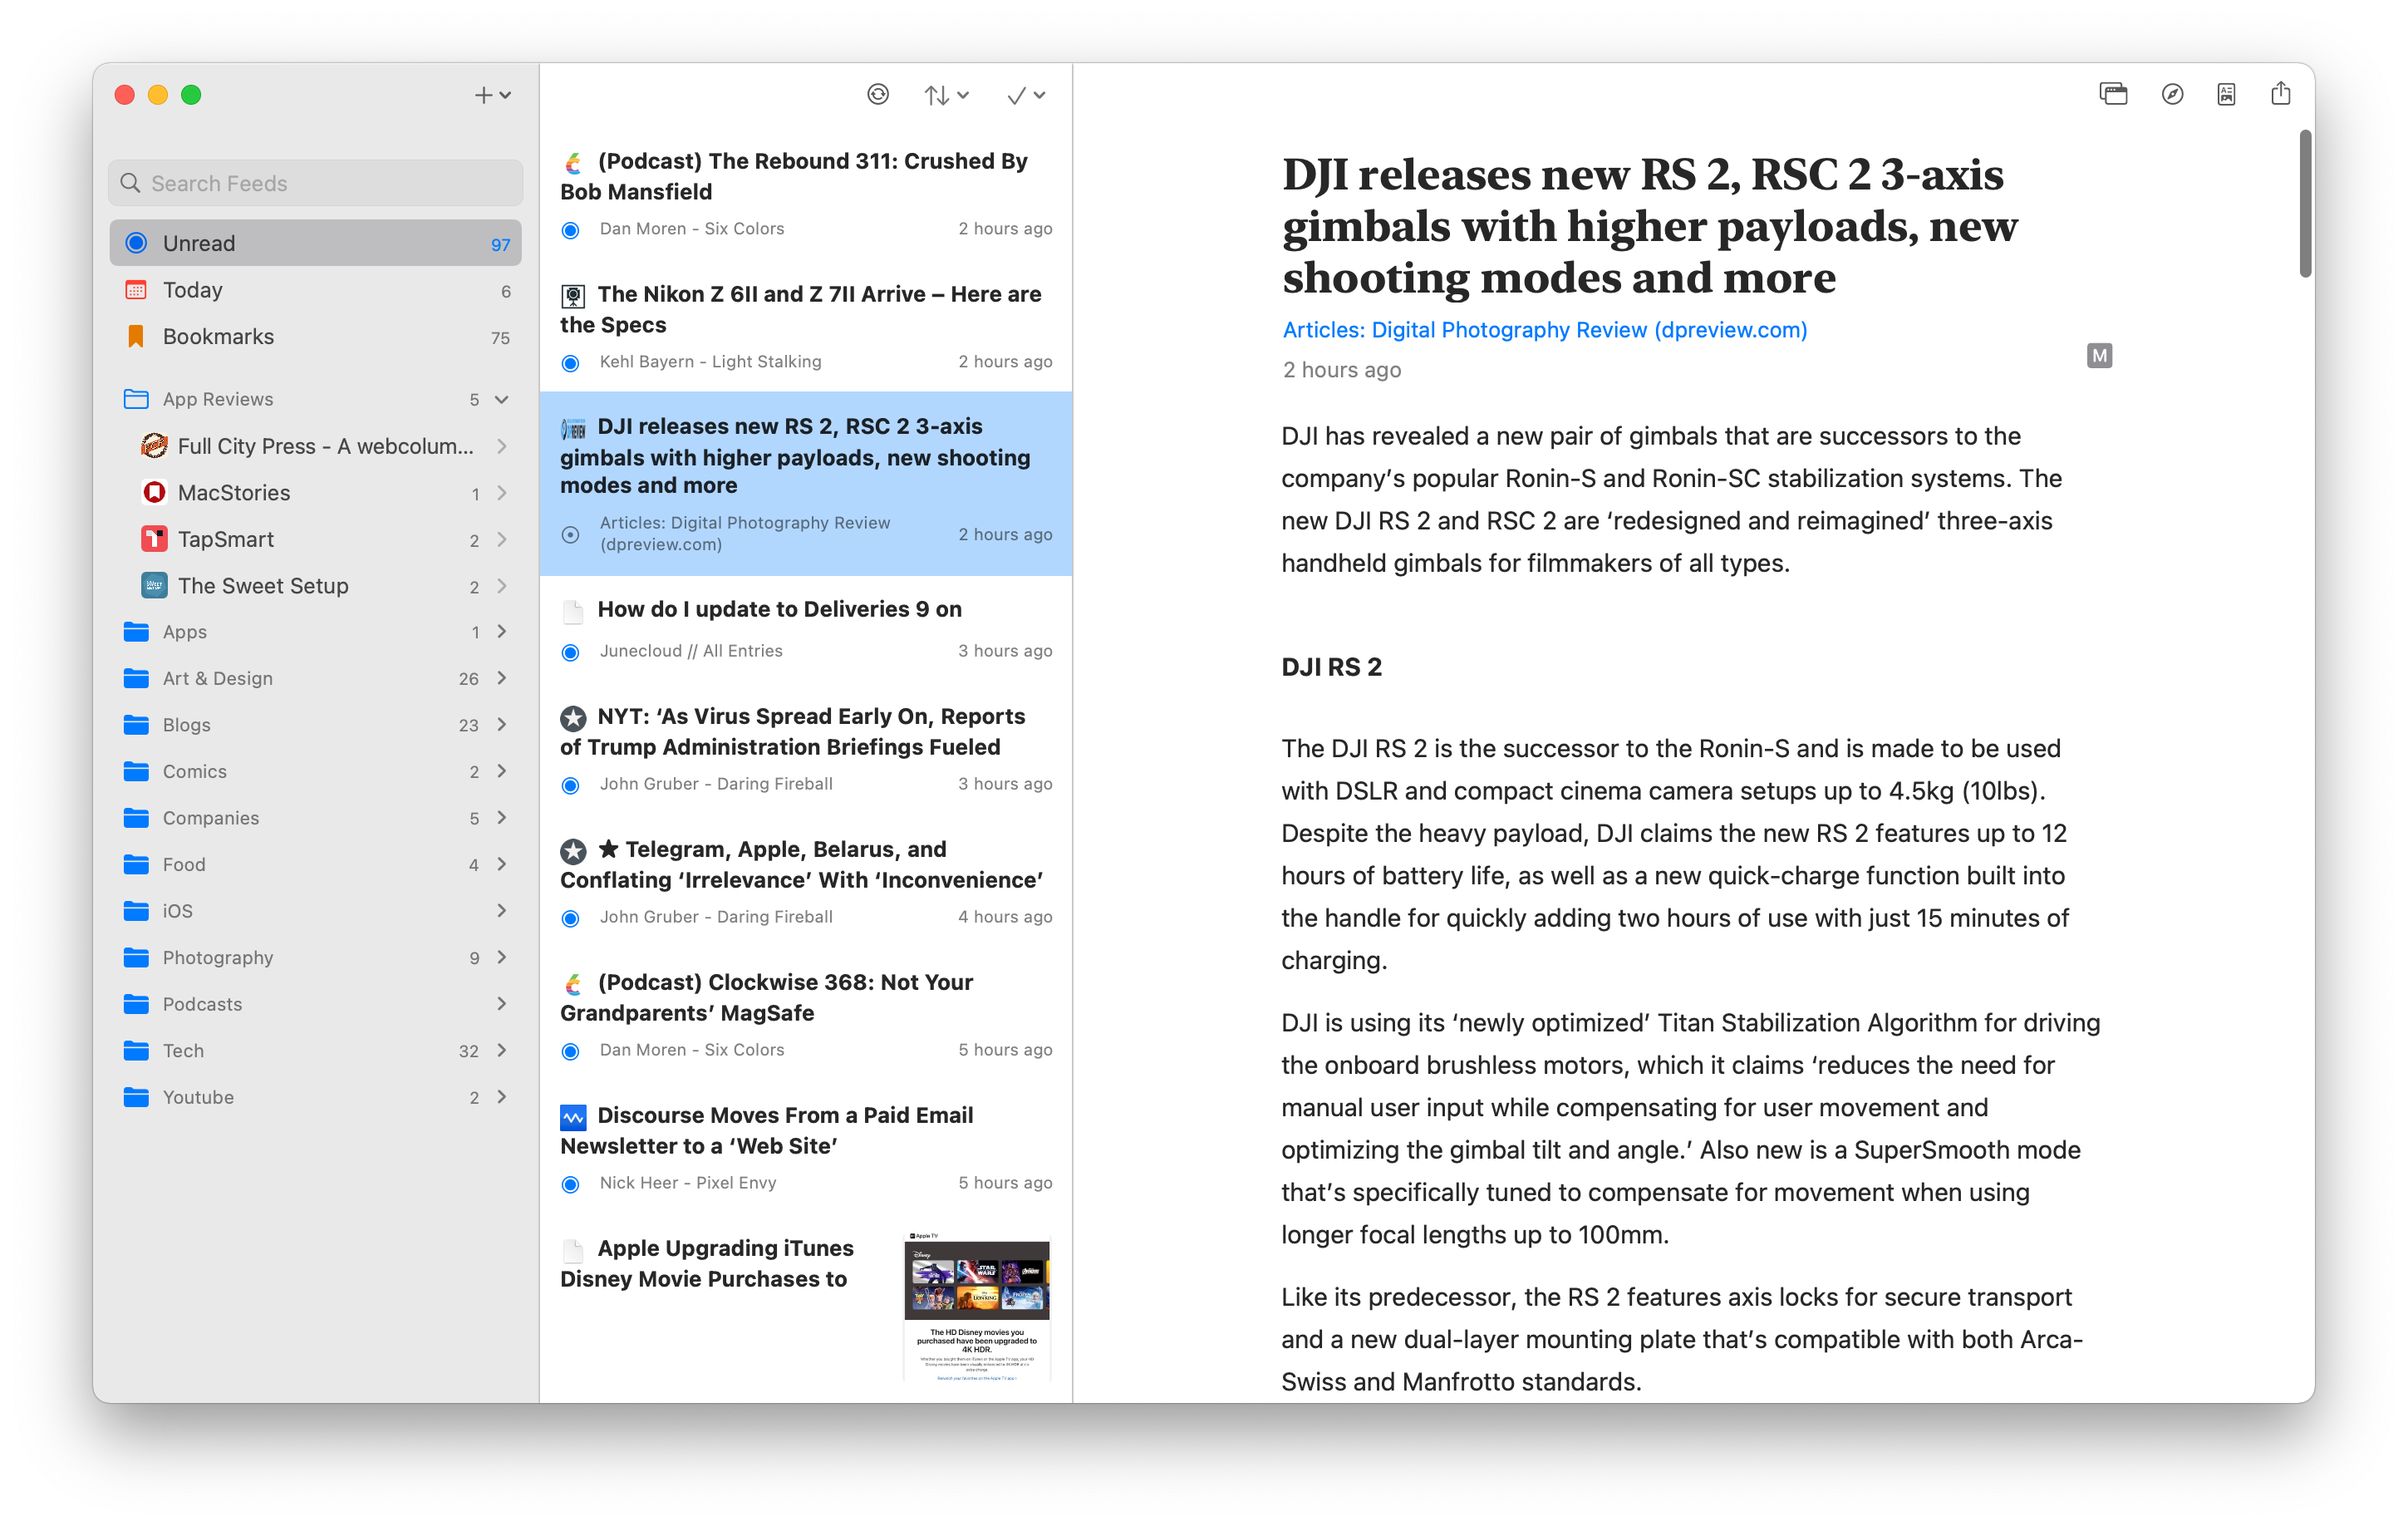 Search Feeds
Unread 97
Today 6
Bookmarks 75
App Reviews 5
Full City Press - A webcolum...
MacStories 1
TapSmart 2
The Sweet Setup 2
Apps 1
Art & Design 26
Blogs 23
Comics 2
Companies 5
Food 4
iOS
Photography 9
Podcasts
Tech 32
Youtube 2
(Podcast) The Rebound 311: Crushed By
Bob Mansfield
Dan Moren - Six Colors 2 hours ago
The Nikon Z 6II and Z 7II Arrive – Here are
the Specs
Kehl Bayern - Light Stalking 2 hours ago
DJI releases new RS 2, RSC 2 3-axis
gimbals with higher payloads, new shooting
modes and more
Articles: Digital Photography Review
(dpreview.com) 2 hours ago
How do I update to Deliveries 9 on
Junecloud // All Entries 3 hours ago
NYT: ‘As Virus Spread Early On, Reports
of Trump Administration Briefings Fueled
John Gruber - Daring Fireball 3 hours ago
★ Telegram, Apple, Belarus, and
Conflating ‘Irrelevance’ With ‘Inconvenience’
John Gruber - Daring Fireball 4 hours ago
(Podcast) Clockwise 368: Not Your
Grandparents’ MagSafe
Dan Moren - Six Colors 5 hours ago
Discourse Moves From a Paid Email
Newsletter to a ‘Web Site’
Nick Heer - Pixel Envy 5 hours ago
Apple Upgrading iTunes
Disney Movie Purchases to
Apple TV
Disney
STAR WARS
The HD Disney movies you
purchased have been upgraded to
4K HDR.
DJI releases new RS 2, RSC 2 3-axis
gimbals with higher payloads, new
shooting modes and more
Articles: Digital Photography Review (dpreview.com)
2 hours ago
M
DJI has revealed a new pair of gimbals that are successors to the
company’s popular Ronin-S and Ronin-SC stabilization systems. The
new DJI RS 2 and RSC 2 are ‘redesigned and reimagined’ three-axis
handheld gimbals for filmmakers of all types.
DJI RS 2
The DJI RS 2 is the successor to the Ronin-S and is made to be used
with DSLR and compact cinema camera setups up to 4.5kg (10lbs).
Despite the heavy payload, DJI claims the new RS 2 features up to 12
hours of battery life, as well as a new quick-charge function built into
the handle for quickly adding two hours of use with just 15 minutes of
charging.
DJI is using its ‘newly optimized’ Titan Stabilization Algorithm for driving
the onboard brushless motors, which it claims ‘reduces the need for
manual user input while compensating for user movement and
optimizing the gimbal tilt and angle.’ Also new is a SuperSmooth mode
that’s specifically tuned to compensate for movement when using
longer focal lengths up to 100mm.
Like its predecessor, the RS 2 features axis locks for secure transport
and a new dual-layer mounting plate that’s compatible with both Arca-
Swiss and Manfrotto standards.